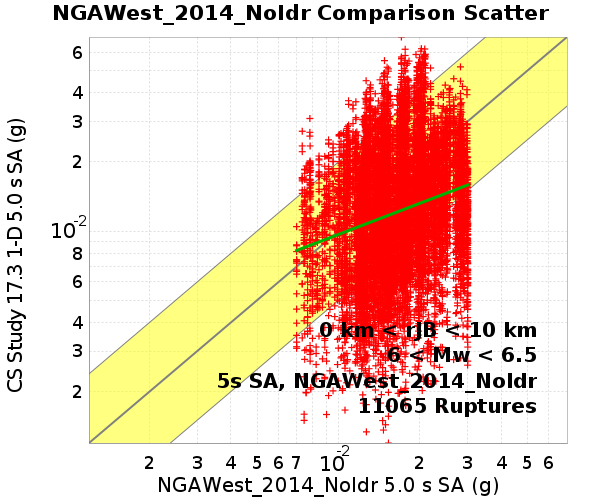 NGAWest_2014_NoIdr Comparison Scatter
CS Study 17.3 1-D 5.0 s SA (g)
6
4
3
2
10-2
8
6
4
3
2
0 km < rJB < 10 km
6 < Mw < 6.5
5s SA, NGAWest_2014_NoIdr
11065 Ruptures
2 3 4 5 6 7 10-2 2 3 4 5 6
NGAWest_2014_NoIdr 5.0 s SA (g)